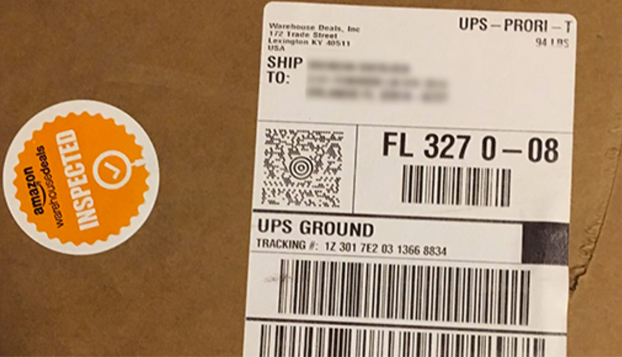 Warehouse Deals, Inc
172 Trade Street
Lexington KY 40511
USA
UPS-PRORI-T
94 LBS
SHIP
TO:
FL 327 0-08
UPS GROUND
TRACKING #: 1Z 301 7E2 03 1366 8834
amazon
warehousedeals
INSPECTED